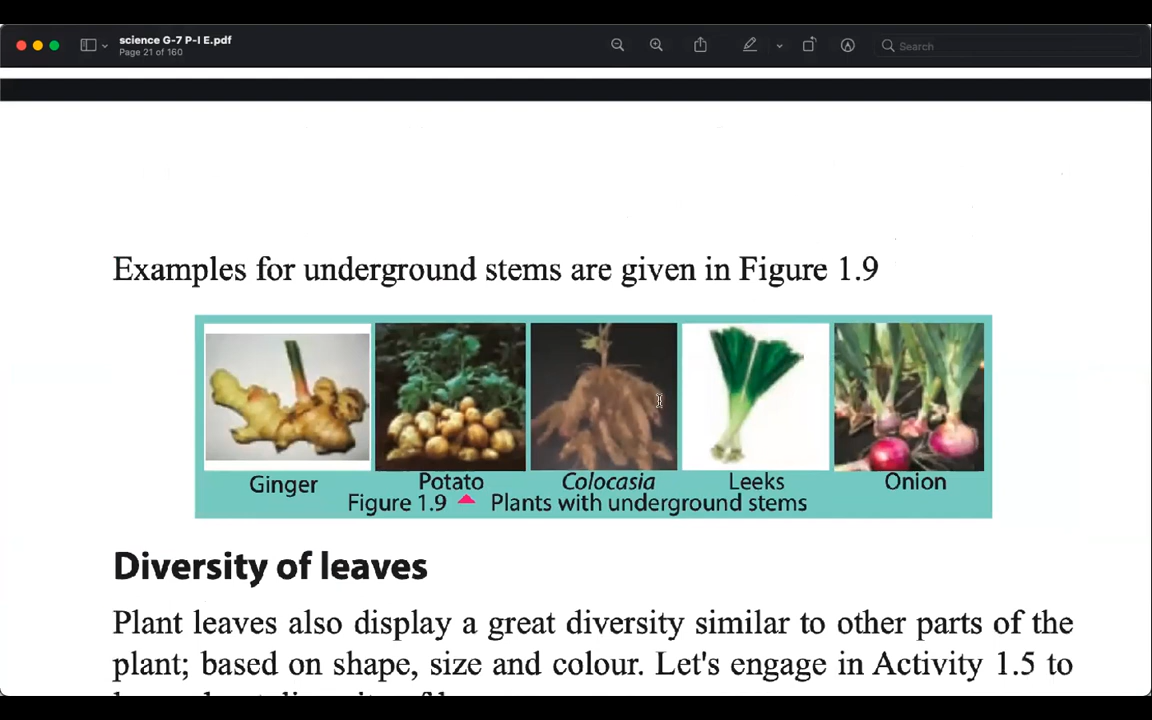 science G-7 P-I E.pdf
Page 21 of 160
Search
Examples for underground stems are given in Figure 1.9
Ginger Potato Colocasia Leeks Onion
Figure 1.9 Plants with underground stems
Diversity of leaves
Plant leaves also display a great diversity similar to other parts of the
plant; based on shape, size and colour. Let's engage in Activity 1.5 to